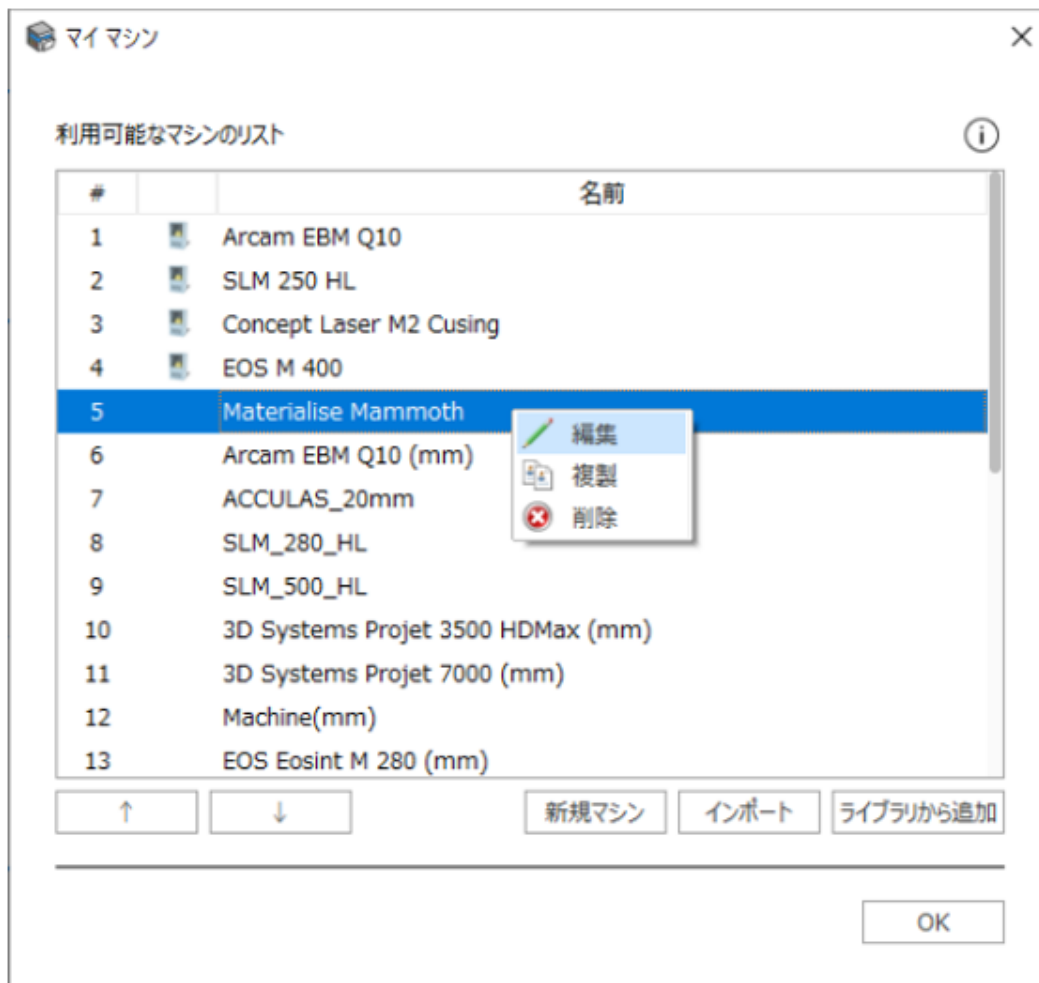 マイ マシン
利用可能なマシンのリスト
# 名前
1 Arcam EBM Q10
2 SLM 250 HL
3 Concept Laser M2 Cusing
4 EOS M 400
5 Materialise Mammoth
編集
6 Arcam EBM Q10 (mm)
複製
7 ACCULAS_20mm
削除
8 SLM_280_HL
9 SLM_500_HL
10 3D Systems Projet 3500 HDMax (mm)
11 3D Systems Projet 7000 (mm)
12 Machine(mm)
13 EOS Eosint M 280 (mm)
↑ ↓ 新規マシン インポート ライブラリから追加
OK